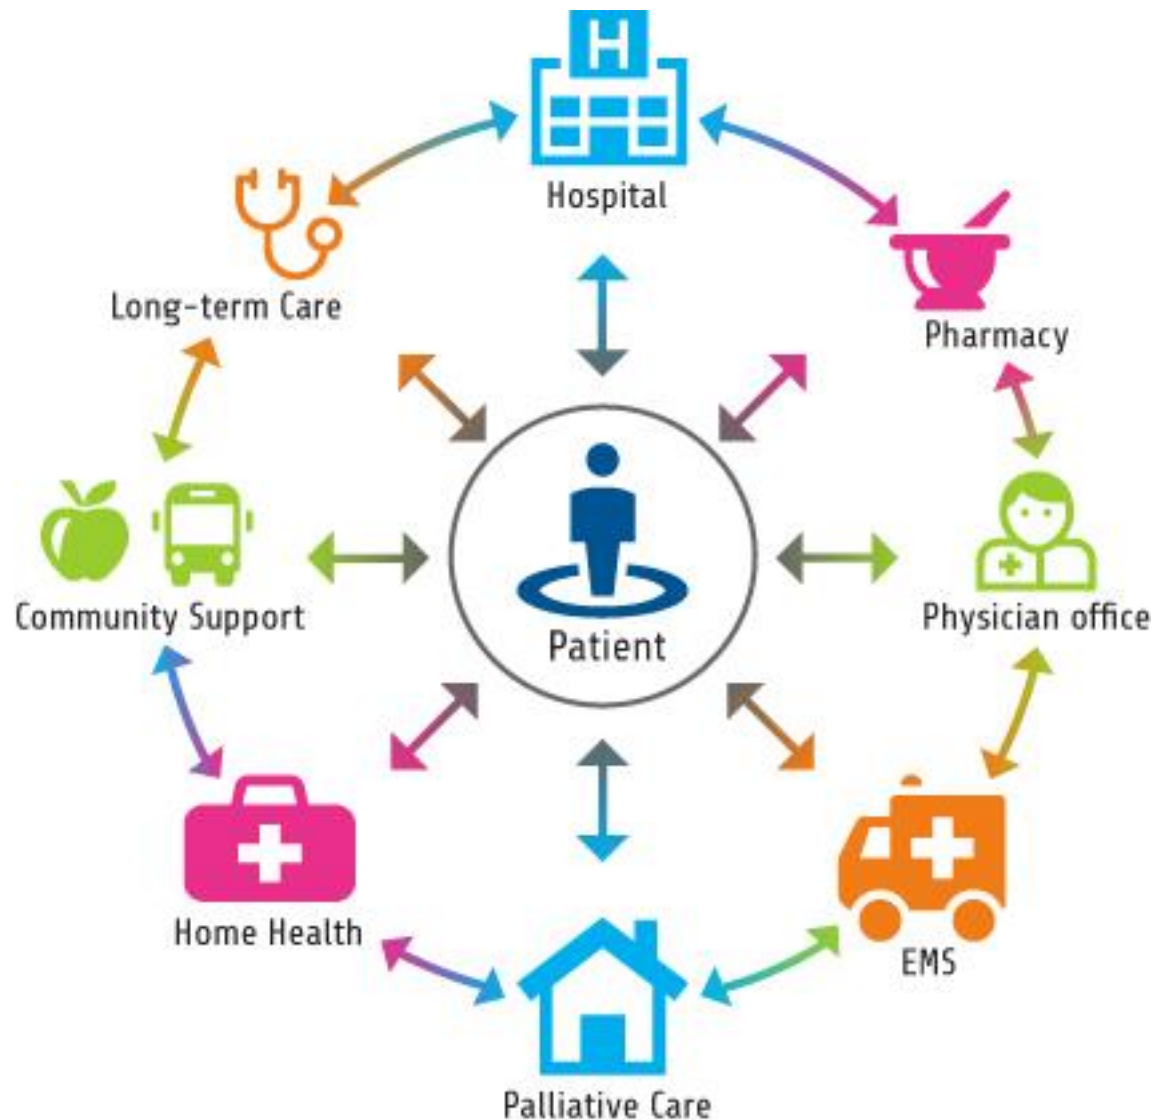 H
Hospital
Long-term Care
Pharmacy
Community Support
Patient
Physician office
Home Health
EMS
Palliative Care